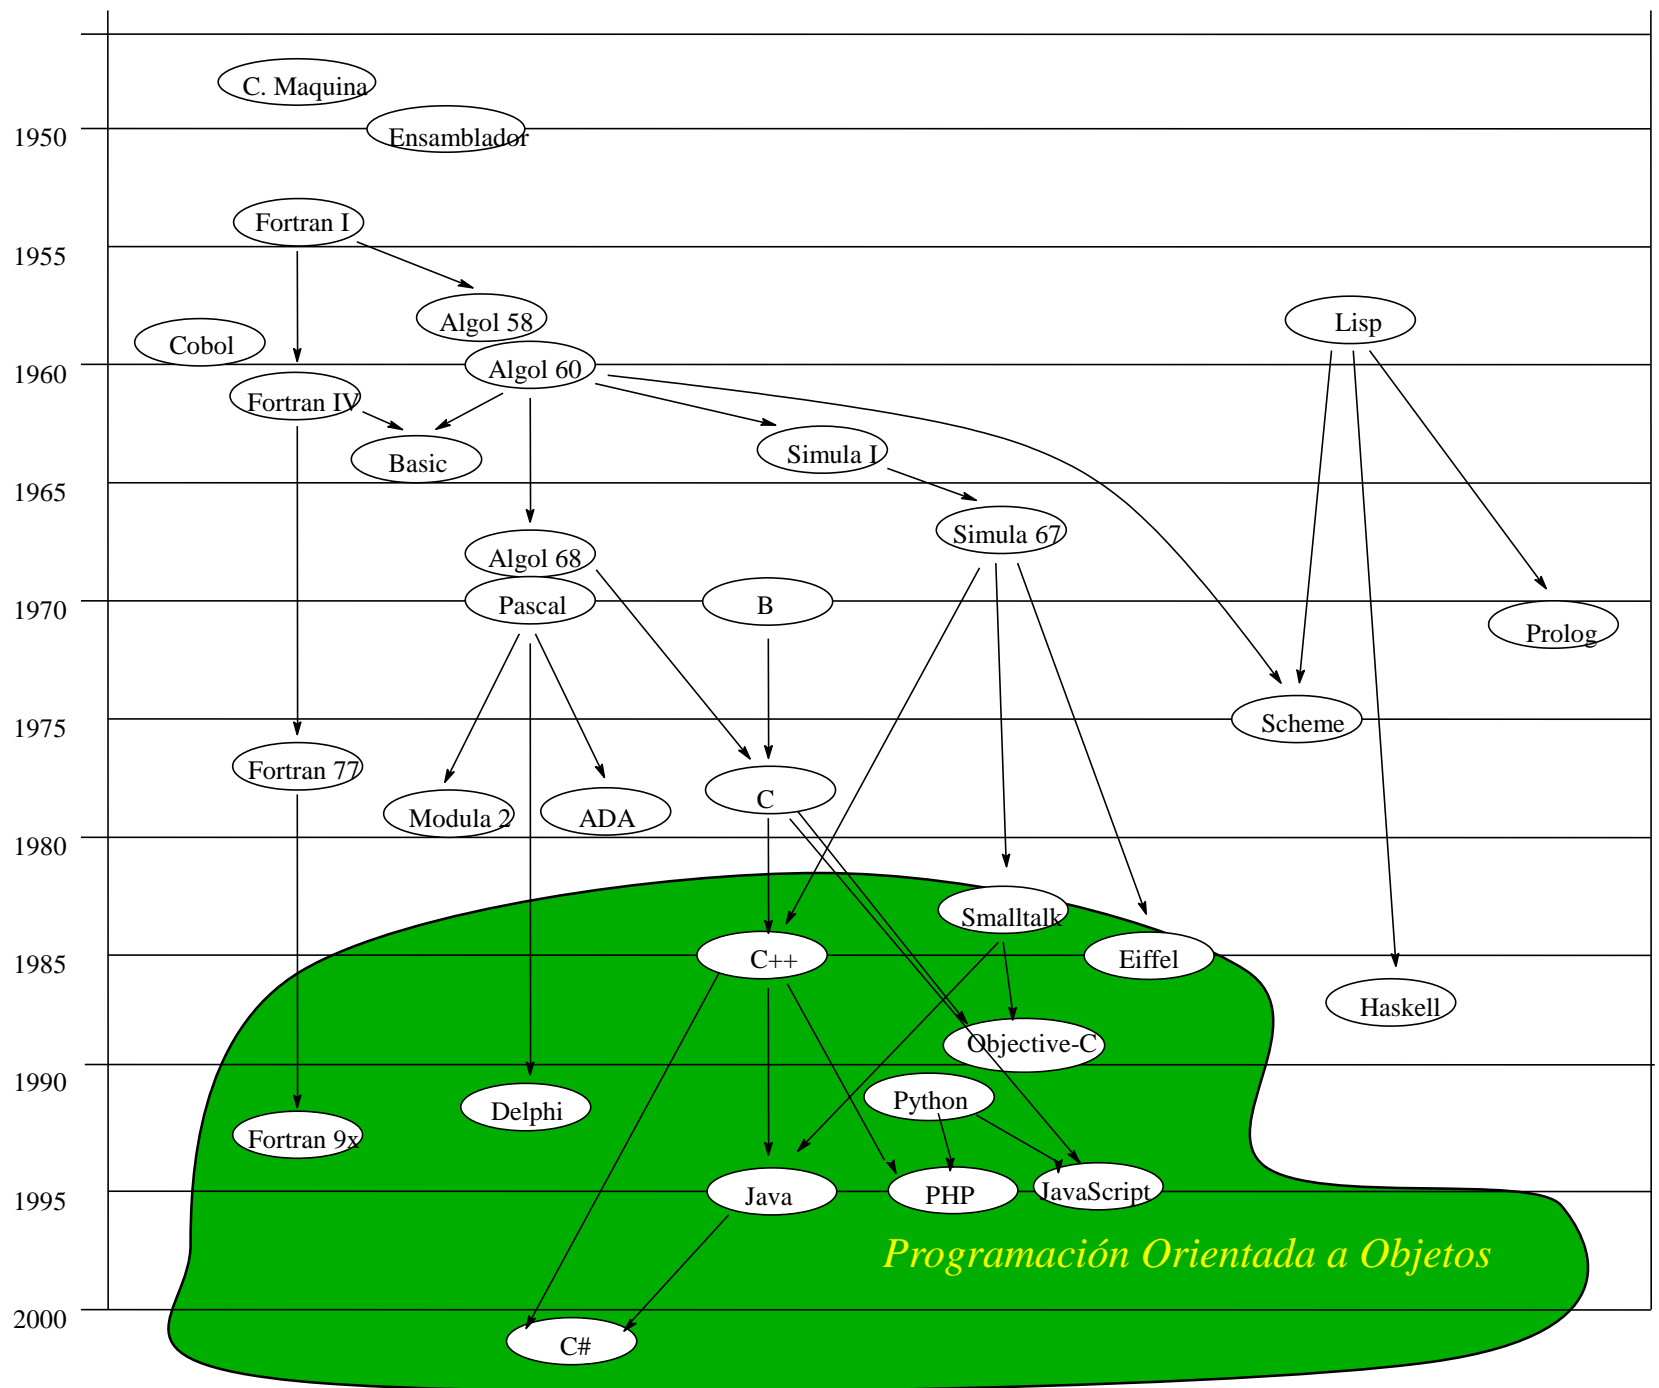 C. Maquina
1950
Ensamblador
Fortran I
1955
Algol 58
Lisp
Cobol
1960
Algol 60
Fortran IV
Basic
Simula I
1965
Simula 67
Algol 68
1970
Pascal
B
Prolog
1975
Scheme
Fortran 77
C
Modula 2
ADA
1980
Smalltalk
1985
C++
Eiffel
Haskell
Objective-C
1990
Python
Delphi
Fortran 9x
1995
Java
PHP
JavaScript
Programación Orientada a Objetos
2000
C#